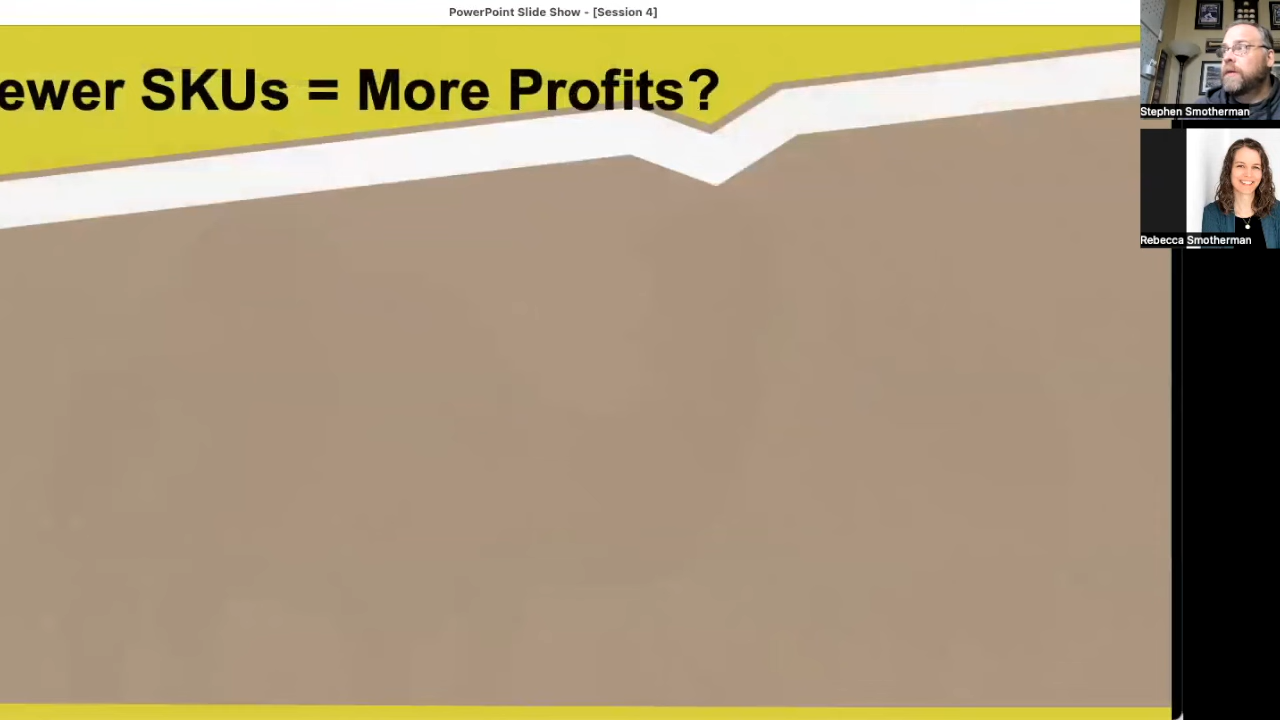 PowerPoint Slide Show - [Session 4]
ewer SKUs = More Profits?
Stephen Smotherman
Rebecca Smotherman